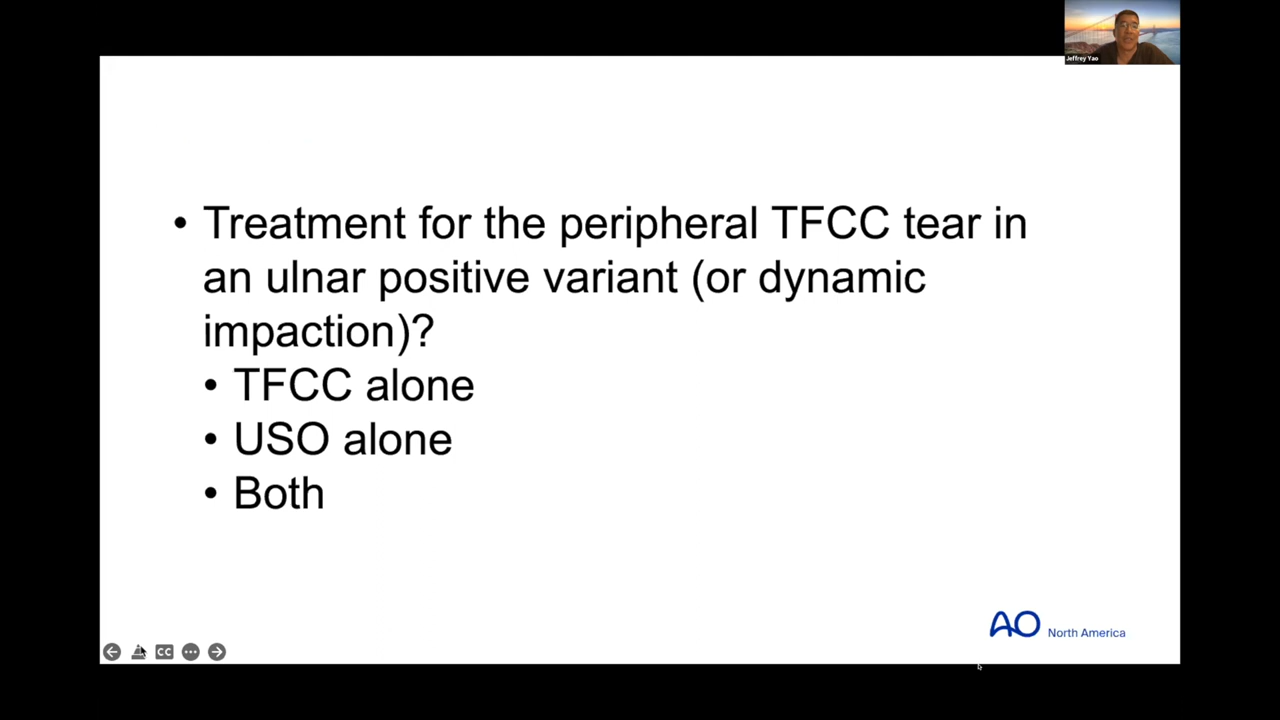 Jeffrey Yao
• Treatment for the peripheral TFCC tear in
an ulnar positive variant (or dynamic
impaction)?
• TFCC alone
• USO alone
• Both
AO North America
CC